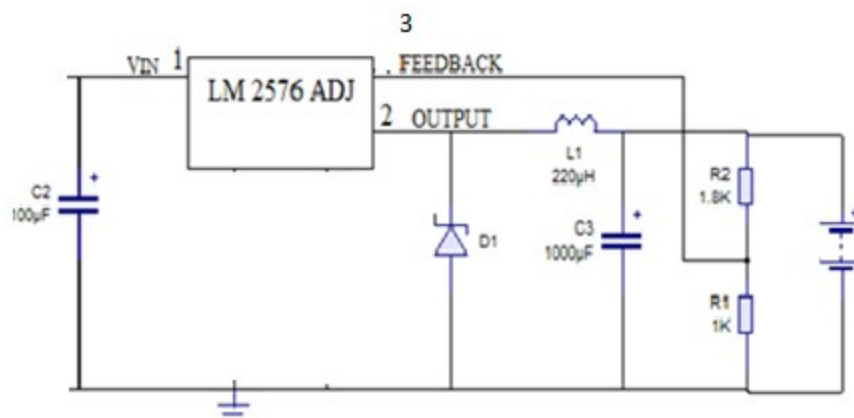 3
VIN 1
FEEDBACK
LM 2576 ADJ
2 OUTPUT
L1
220µH
R2
1.8K
C2
C3
1000µF
D1
R1
1K